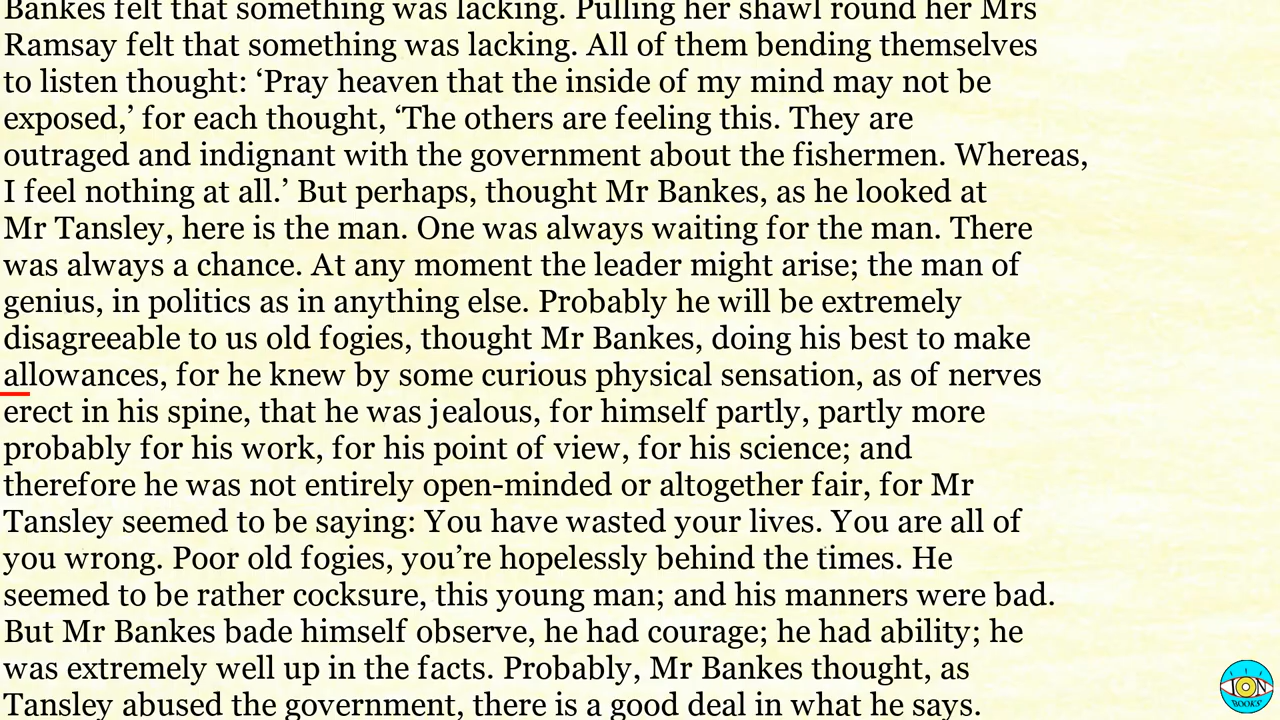 Bankes felt that something was lacking. Pulling her shawl round her Mrs
Ramsay felt that something was lacking. All of them bending themselves
to listen thought: ‘Pray heaven that the inside of my mind may not be
exposed,’ for each thought, ‘The others are feeling this. They are
outraged and indignant with the government about the fishermen. Whereas,
I feel nothing at all.’ But perhaps, thought Mr Bankes, as he looked at
Mr Tansley, here is the man. One was always waiting for the man. There
was always a chance. At any moment the leader might arise; the man of
genius, in politics as in anything else. Probably he will be extremely
disagreeable to us old fogies, thought Mr Bankes, doing his best to make
allowances, for he knew by some curious physical sensation, as of nerves
erect in his spine, that he was jealous, for himself partly, partly more
probably for his work, for his point of view, for his science; and
therefore he was not entirely open-minded or altogether fair, for Mr
Tansley seemed to be saying: You have wasted your lives. You are all of
you wrong. Poor old fogies, you’re hopelessly behind the times. He
seemed to be rather cocksure, this young man; and his manners were bad.
But Mr Bankes bade himself observe, he had courage; he had ability; he
was extremely well up in the facts. Probably, Mr Bankes thought, as
Tansley abused the government, there is a good deal in what he says.
ION
BOOKS